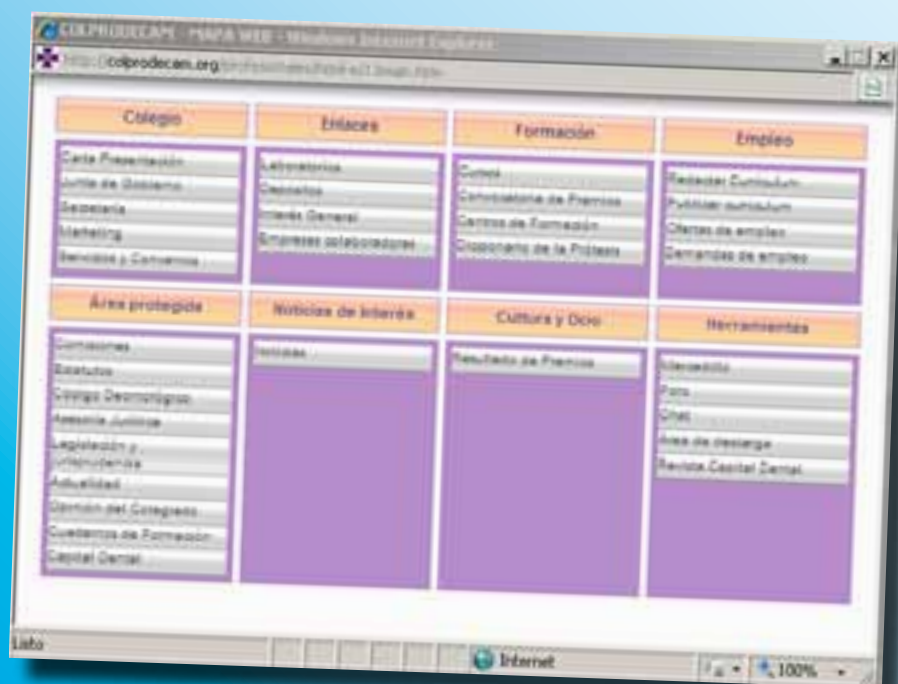 COLPRODECAM - MAPA WEB - Windows Internet Explorer
colprodecam.org
Colegio
Enlaces
Formación
Empleo
Carta Presentación
Junta de Gobierno
Secretaría
Marketing
Servicios y Convenios
Laboratorios
Depósitos
Interés General
Empresas colaboradoras
Cursos
Convocatoria de Premios
Centros de Formación
Diccionario de la Prótesis
Redactar Curriculum
Publicar curriculum
Ofertas de empleo
Demandas de empleo
Área protegida
Noticias de Interés
Cultura y Ocio
Herramientas
Comisiones
Estatutos
Código Deontológico
Asesoría Jurídica
Legislación y
jurisprudencia
Actualidad
Opinión del Colegiado
Cuadernos de Formación
Capital Dental
Noticias
Resultado de Premios
Mercadillo
Foro
Chat
Área de descarga
Revista Capital Dental
Listo
Internet
100%